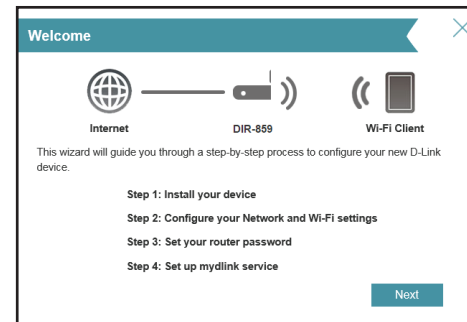 Welcome
Internet DIR-859 Wi-Fi Client
This wizard will guide you through a step-by-step process to configure your new D-Link
device.
Step 1: Install your device
Step 2: Configure your Network and Wi-Fi settings
Step 3: Set your router password
Step 4: Set up mydlink service
Next